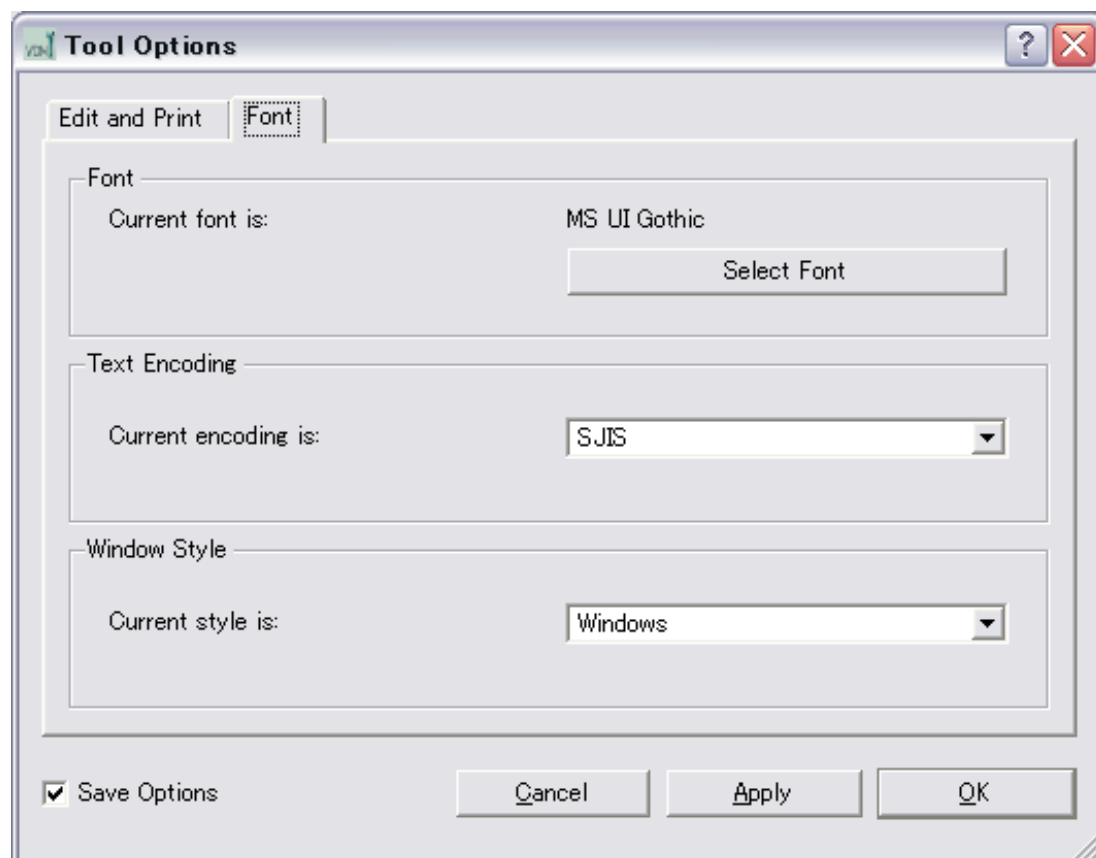 Tool Options
Edit and Print
Font
Font
Current font is:
MS UI Gothic
Select Font
Text Encoding
Current encoding is:
SJIS
Window Style
Current style is:
Windows
Save Options
Cancel
Apply
OK